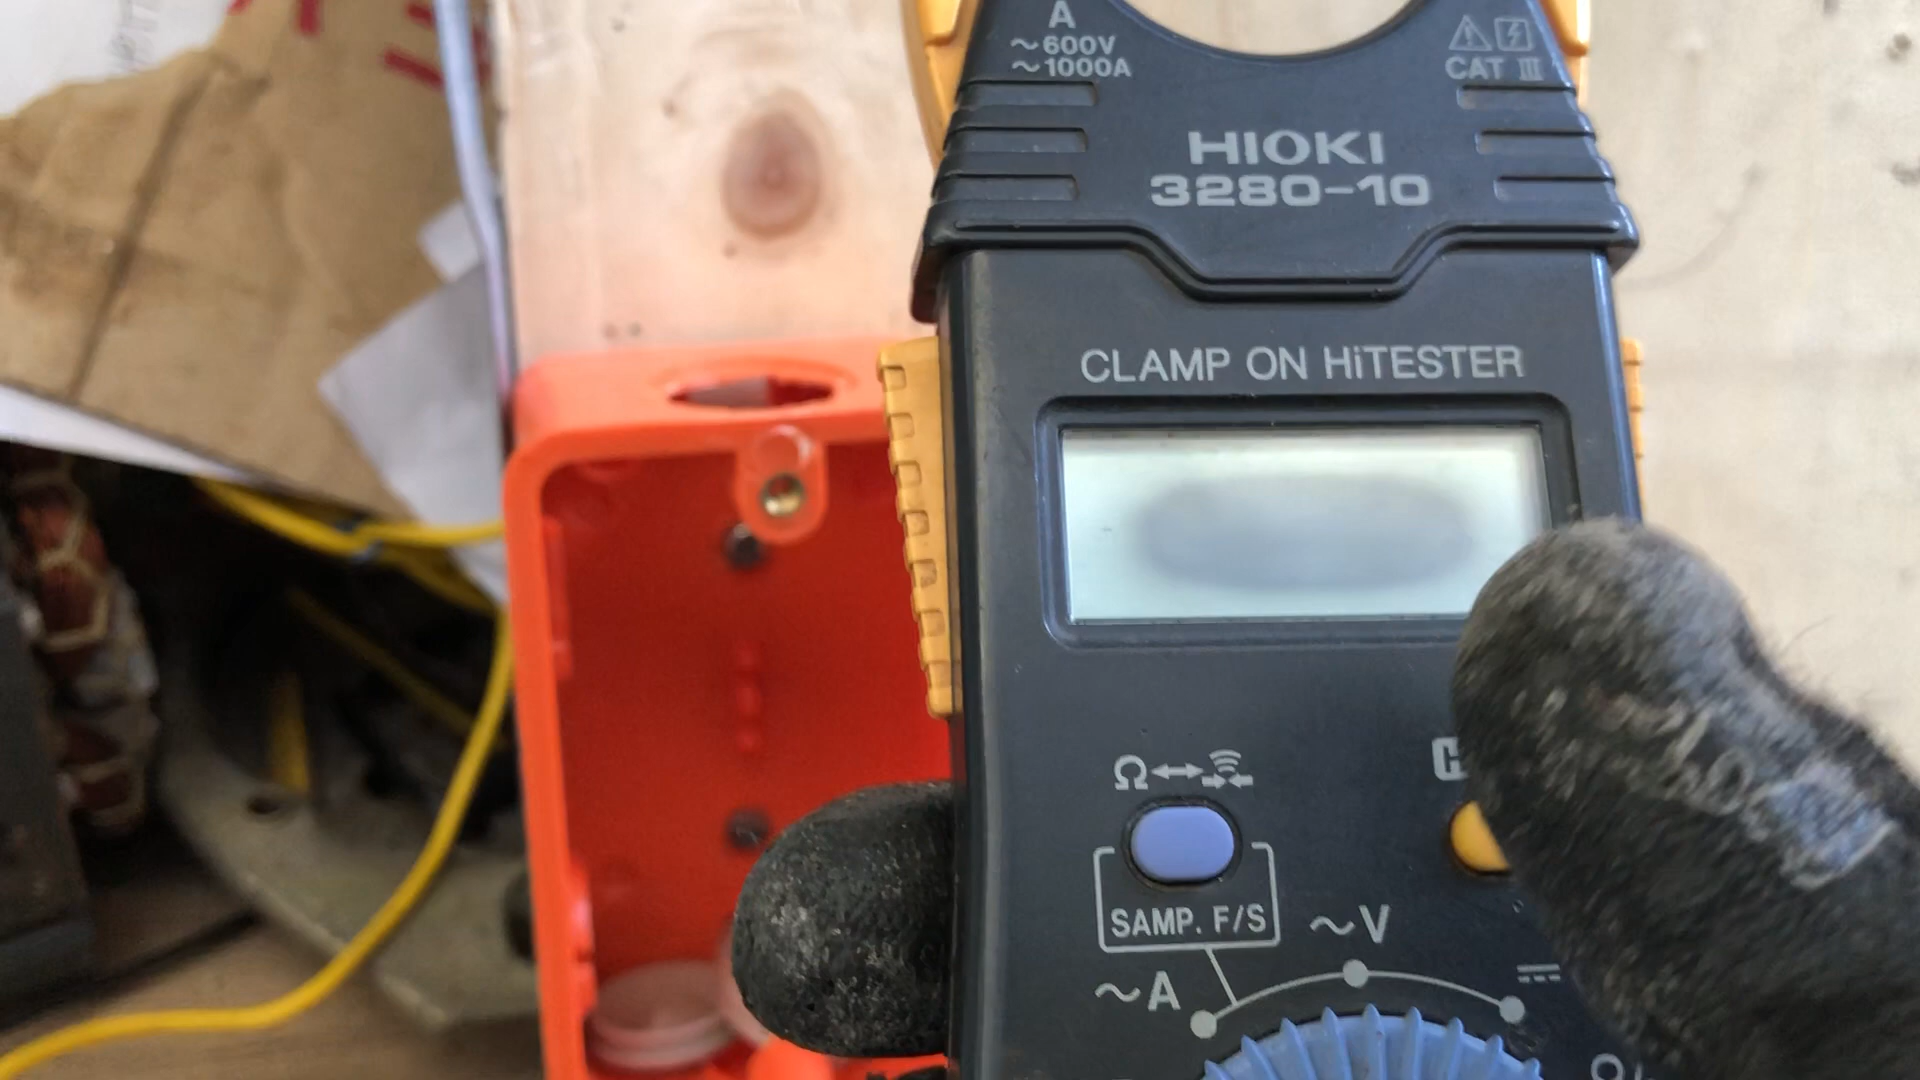 A
~600V
~1000A
CAT III
HIOKI
3280-10
CLAMP ON HiTESTER
Ω
SAMP. F/S
~V
~A